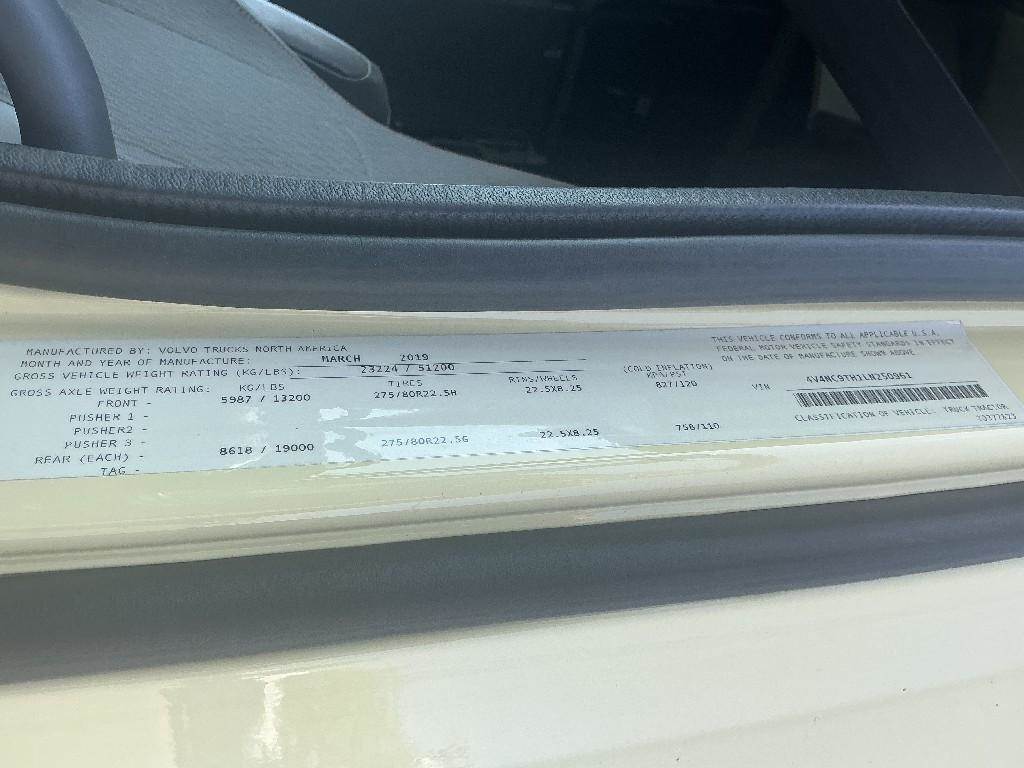 MANUFACTURED BY: VOLVO TRUCKS NORTH AMERICA
MONTH AND YEAR OF MANUFACTURE: MARCH 2019
GROSS VEHICLE WEIGHT RATING (KG/LBS): 23224 / 51200
GROSS AXLE WEIGHT RATING: KG/LBS TIRES RIMS/WHEELS (COLD INFLATION) KPA/PSI
FRONT - 5987 / 13200 275/80R22.5H 22.5X8.25 827/120
PUSHER 1 -
PUSHER2 - -
PUSHER 3 -
REAR (EACH) - 8618 / 19000 275/80R22.5G 22.5X8.25 758/110
TAG -
THIS VEHICLE CONFORMS TO ALL APPLICABLE U.S.A.
FEDERAL MOTOR VEHICLE SAFETY STANDARDS IN EFFECT
ON THE DATE OF MANUFACTURE SHOWN ABOVE
VIN 4V4NC9TH1LN250961
CLASSIFICATION OF VEHICLE: TRUCK TRACTOR